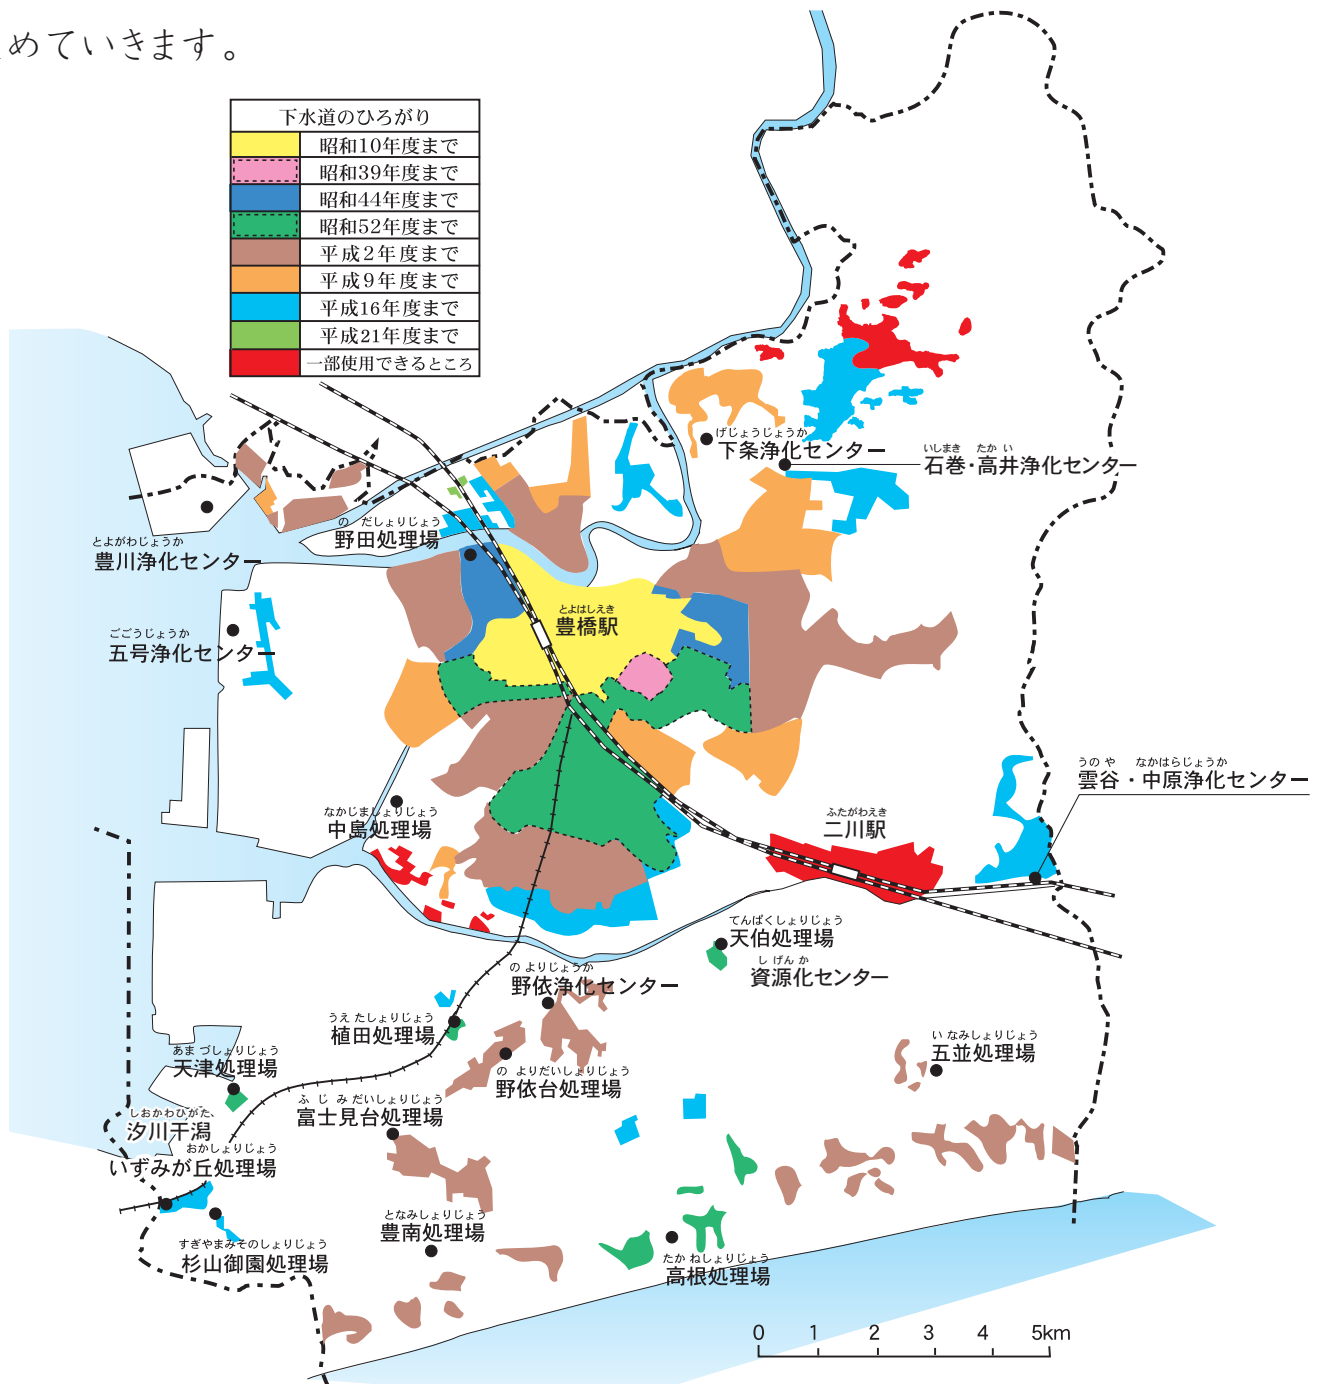 めていきます。
下水道のひろがり
昭和10年度まで
昭和39年度まで
昭和44年度まで
昭和52年度まで
平成2年度まで
平成9年度まで
平成16年度まで
平成21年度まで
一部使用できるところ
げじょうじょうか
下条浄化センター
いしまき たかい
石巻・高井浄化センター
のだしょりじょう
野田処理場
とよがわじょうか
豊川浄化センター
とよはしえき
豊橋駅
ごごうじょうか
五号浄化センター
うのや なかはらじょうか
雲谷・中原浄化センター
なかじましょりじょう
中島処理場
ふたがわえき
二川駅
てんぱくしょりじょう
天伯処理場
しげんか
資源化センター
のよりじょうか
野依浄化センター
うえたしょりじょう
植田処理場
いなみしょりじょう
五並処理場
あまづしょりじょう
天津処理場
のよりだいしょりじょう
野依台処理場
ふじみだいしょりじょう
富士見台処理場
しおかわひがた、
汐川干潟
おかしょりじょう
いずみが丘処理場
となみしょりじょう
豊南処理場
すぎやまみそのしょりじょう
杉山御園処理場
たかねしょりじょう
高根処理場
0 1 2 3 4 5km